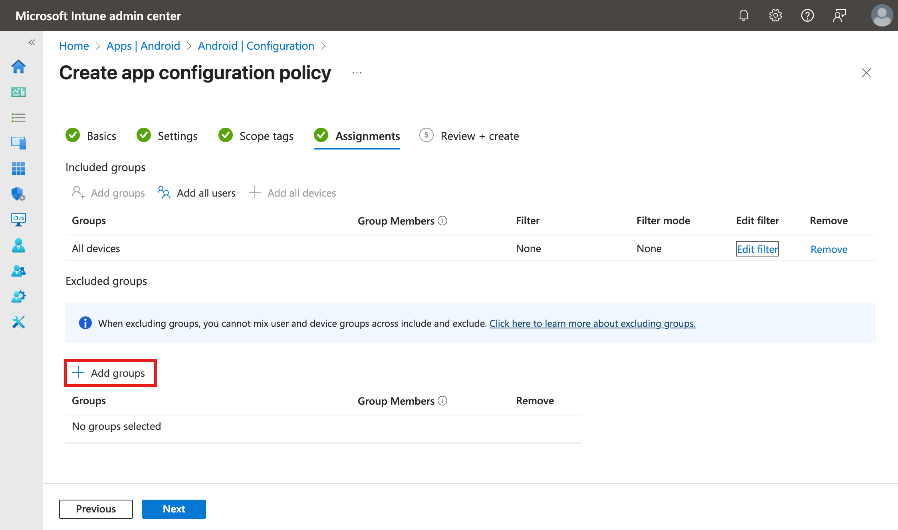 Microsoft Intune admin center
Home > Apps | Android > Android | Configuration >
Create app configuration policy ...
Basics Settings Scope tags Assignments 5 Review + create
Included groups
Add groups Add all users + Add all devices
Groups Group Members Filter Filter mode Edit filter Remove
All devices None None Edit filter Remove
Excluded groups
When excluding groups, you cannot mix user and device groups across include and exclude. Click here to learn more about excluding groups.
+ Add groups
Groups Group Members Remove
No groups selected
Previous Next